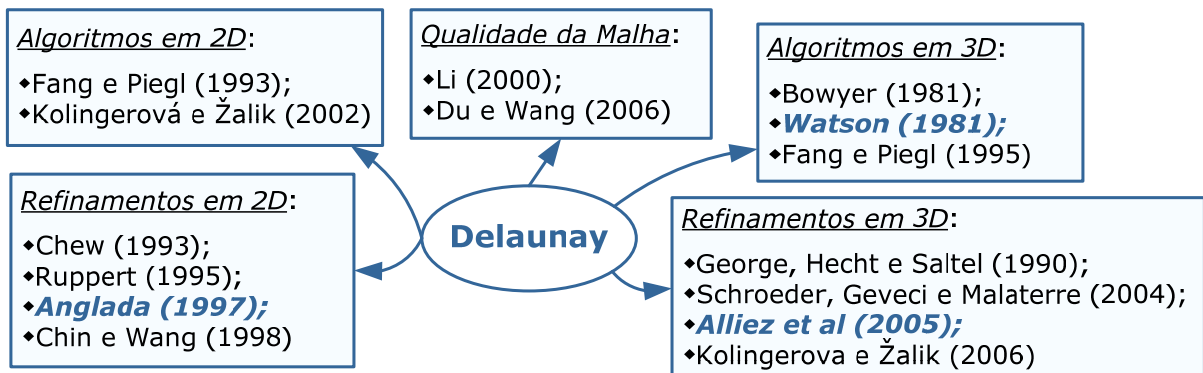 Algoritmos em 2D:
◆Fang e Piegl (1993);
◆Kolingerová e Žalik (2002)
Qualidade da Malha:
◆Li (2000);
◆Du e Wang (2006)
Algoritmos em 3D:
◆Bowyer (1981);
◆Watson (1981);
◆Fang e Piegl (1995)
Refinamentos em 2D:
◆Chew (1993);
◆Ruppert (1995);
◆Anglada (1997);
◆Chin e Wang (1998)
Delaunay
Refinamentos em 3D:
◆George, Hecht e Saltel (1990);
◆Schroeder, Geveci e Malaterre (2004);
◆Alliez et al (2005);
◆Kolingerova e Žalik (2006)